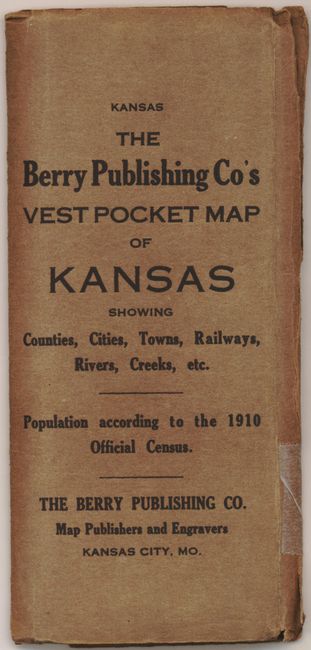 KANSAS
THE
Berry Publishing Co's
VEST POCKET MAP
OF
KANSAS
SHOWING
Counties, Cities, Towns, Railways,
Rivers, Creeks, etc.
Population according to the 1910
Official Census.
THE BERRY PUBLISHING CO.
Map Publishers and Engravers
KANSAS CITY, MO.